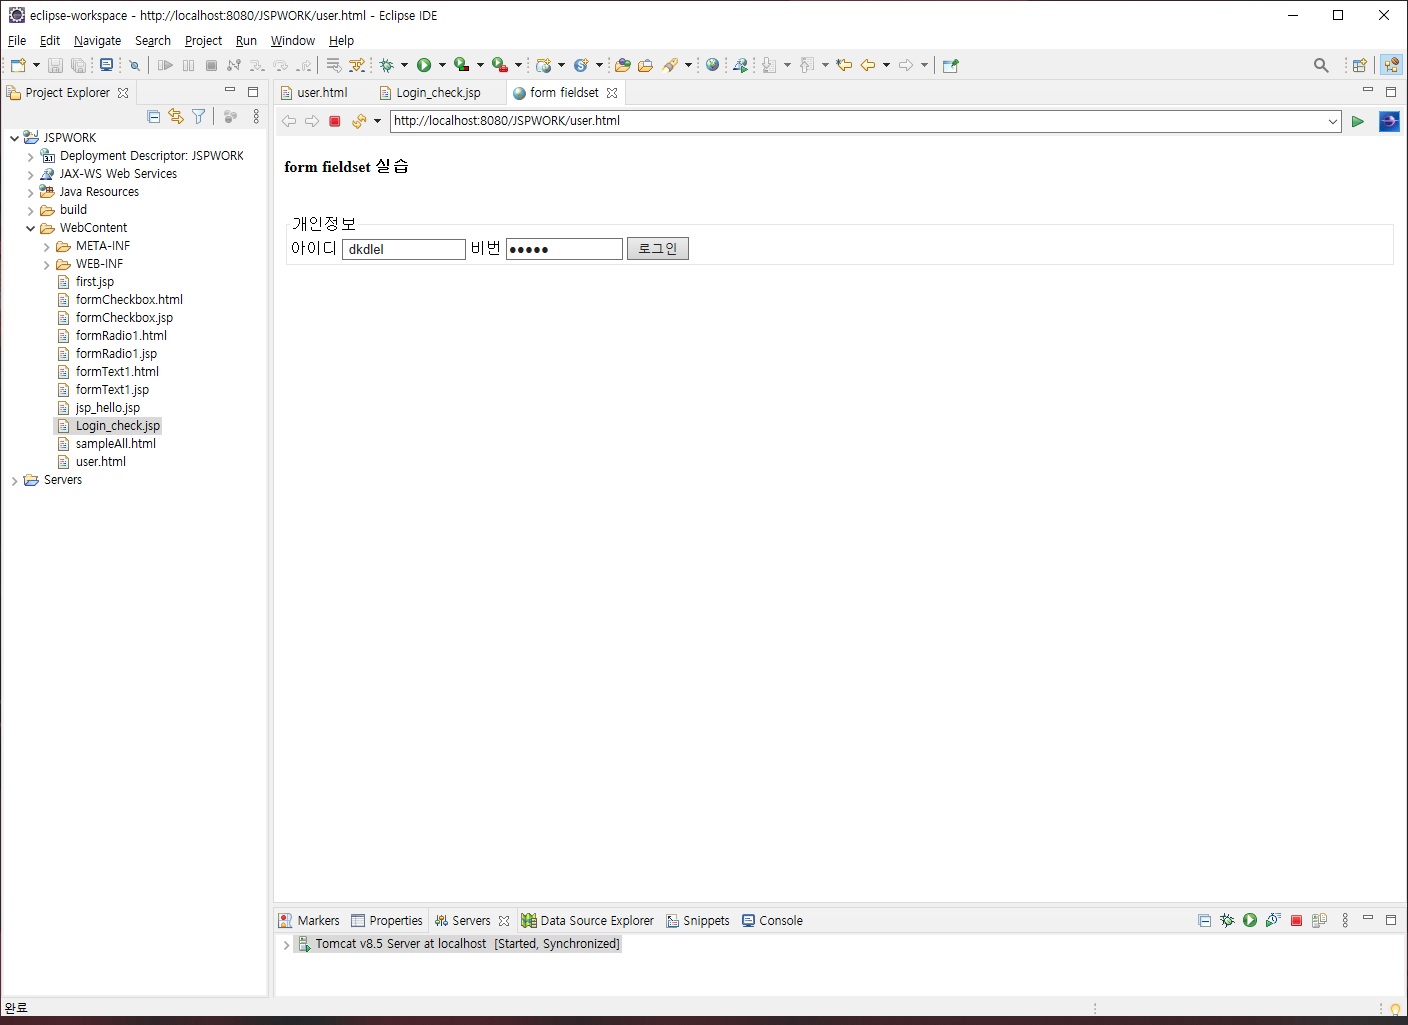 eclipse-workspace - http://localhost:8080/JSPWORK/user.html - Eclipse IDE
File Edit Navigate Search Project Run Window Help
Project Explorer
user.html Login_check.jsp form fieldset
http://localhost:8080/JSPWORK/user.html
JSPWORK
Deployment Descriptor: JSPWORK
JAX-WS Web Services
Java Resources
build
WebContent
META-INF
WEB-INF
first.jsp
formCheckbox.html
formCheckbox.jsp
formRadio1.html
formRadio1.jsp
formText1.html
formText1.jsp
jsp_hello.jsp
Login_check.jsp
sampleAll.html
user.html
Servers
form fieldset 실습
개인정보
아이디 dkdlel 비번 ●●●●● 로그인
Markers Properties Servers Data Source Explorer Snippets Console
Tomcat v8.5 Server at localhost [Started, Synchronized]
완료